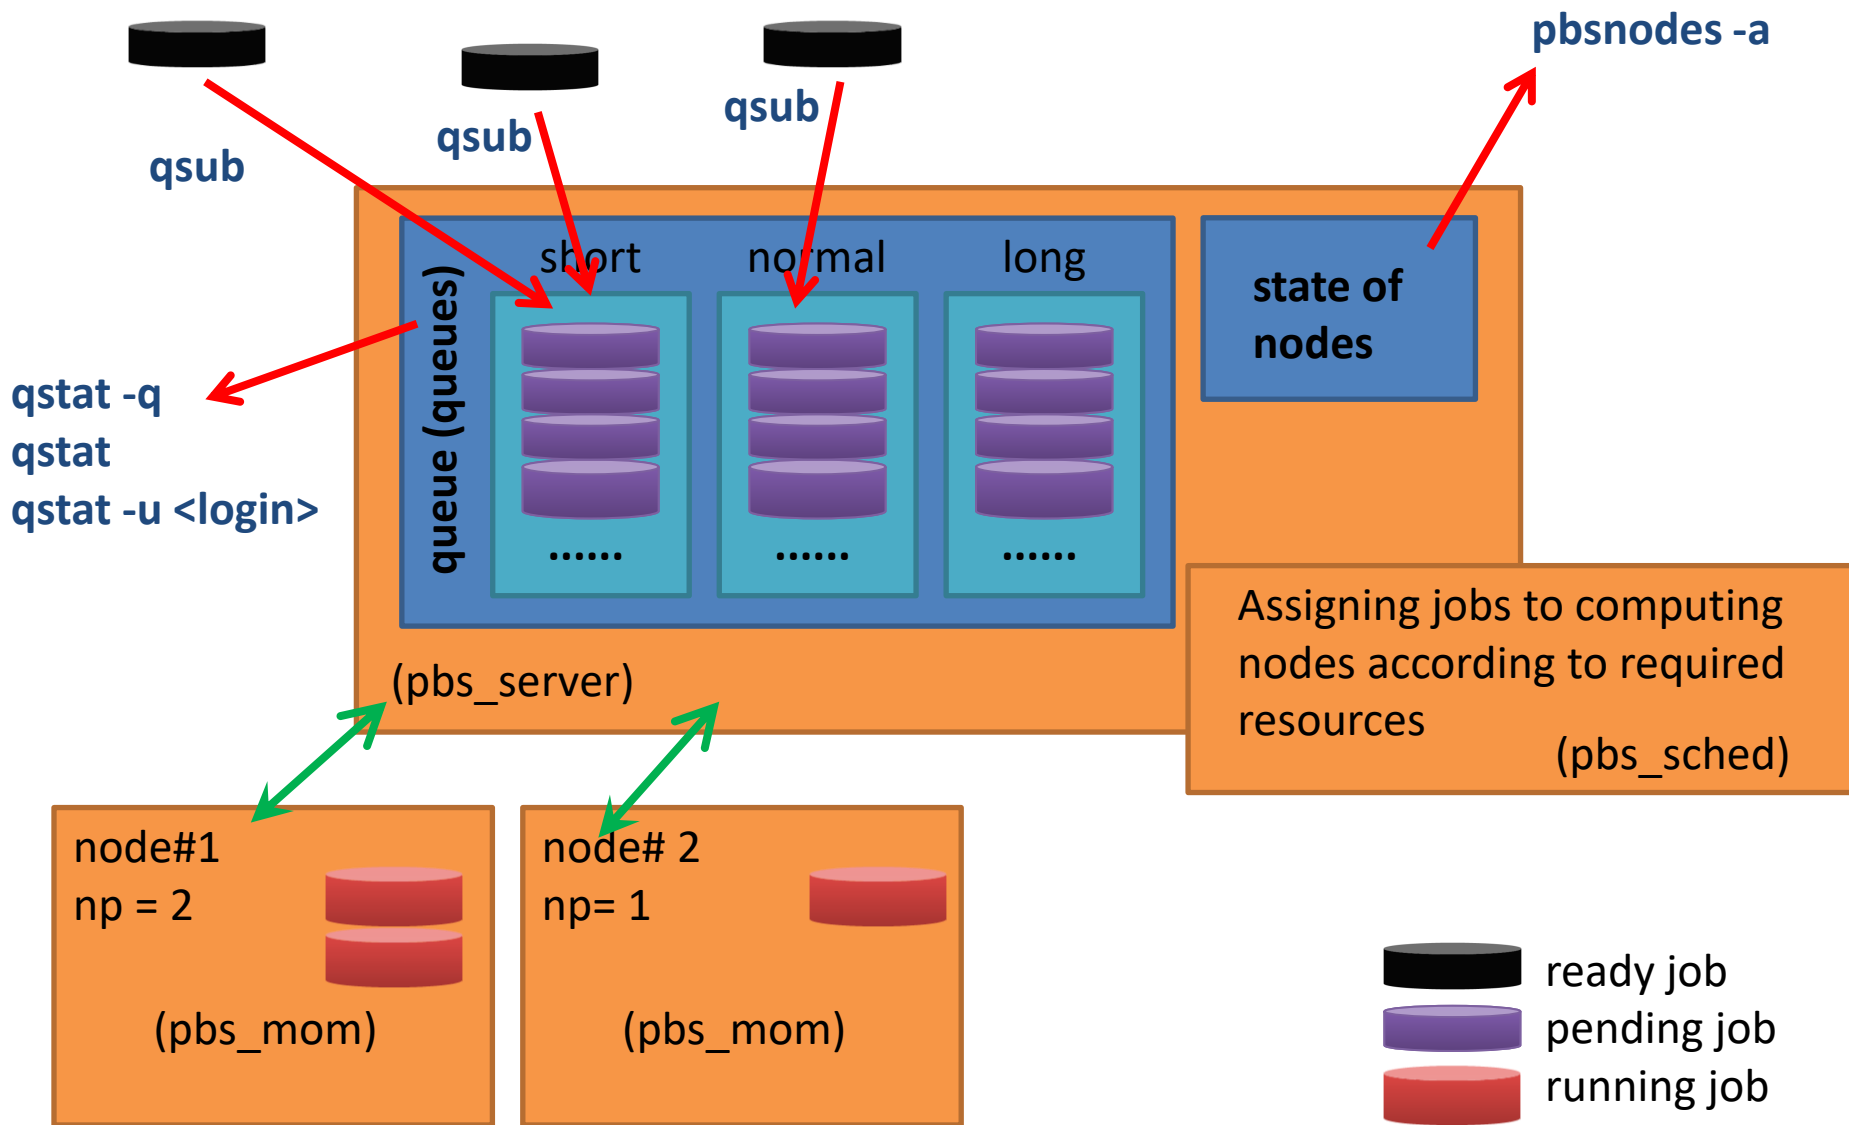 pbsnodes -a
qsub
qsub
qsub
short
normal
long
queue (queues)
......
......
......
state of
nodes
qstat -q
qstat
qstat -u <login>
(pbs_server)
Assigning jobs to computing
nodes according to required
resources
(pbs_sched)
node#1
np = 2
(pbs_mom)
node# 2
np= 1
(pbs_mom)
ready job
pending job
running job